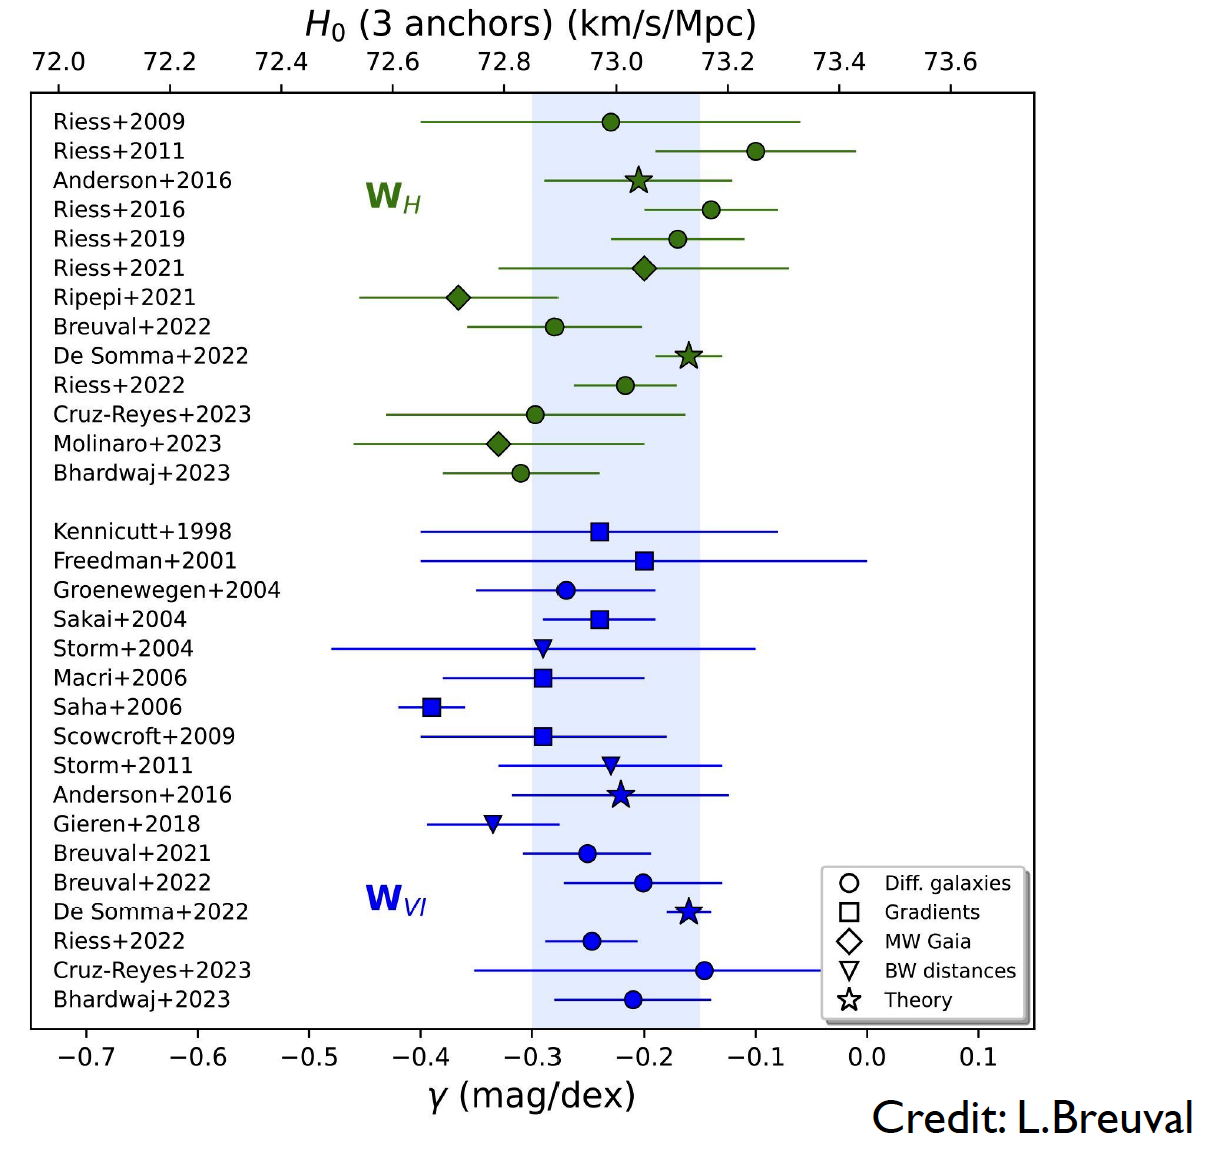 H0 (3 anchors) (km/s/Mpc)
72.0 72.2 72.4 72.6 72.8 73.0 73.2 73.4 73.6
Riess+2009
Riess+2011
Anderson+2016
Riess+2016
WH
Riess+2019
Riess+2021
Ripepi+2021
Breuval+2022
De Somma+2022
Riess+2022
Cruz-Reyes+2023
Molinaro+2023
Bhardwaj+2023
Kennicutt+1998
Freedman+2001
Groenewegen+2004
Sakai+2004
Storm+2004
Macri+2006
Saha+2006
Scowcroft+2009
Storm+2011
Anderson+2016
Gieren+2018
Breuval+2021
Breuval+2022
WVI
De Somma+2022
Riess+2022
Cruz-Reyes+2023
Bhardwaj+2023
Diff. galaxies
Gradients
MW Gaia
BW distances
Theory
−0.7 −0.6 −0.5 −0.4 −0.3 −0.2 −0.1 0.0 0.1
γ (mag/dex)
Credit: L.Breuval